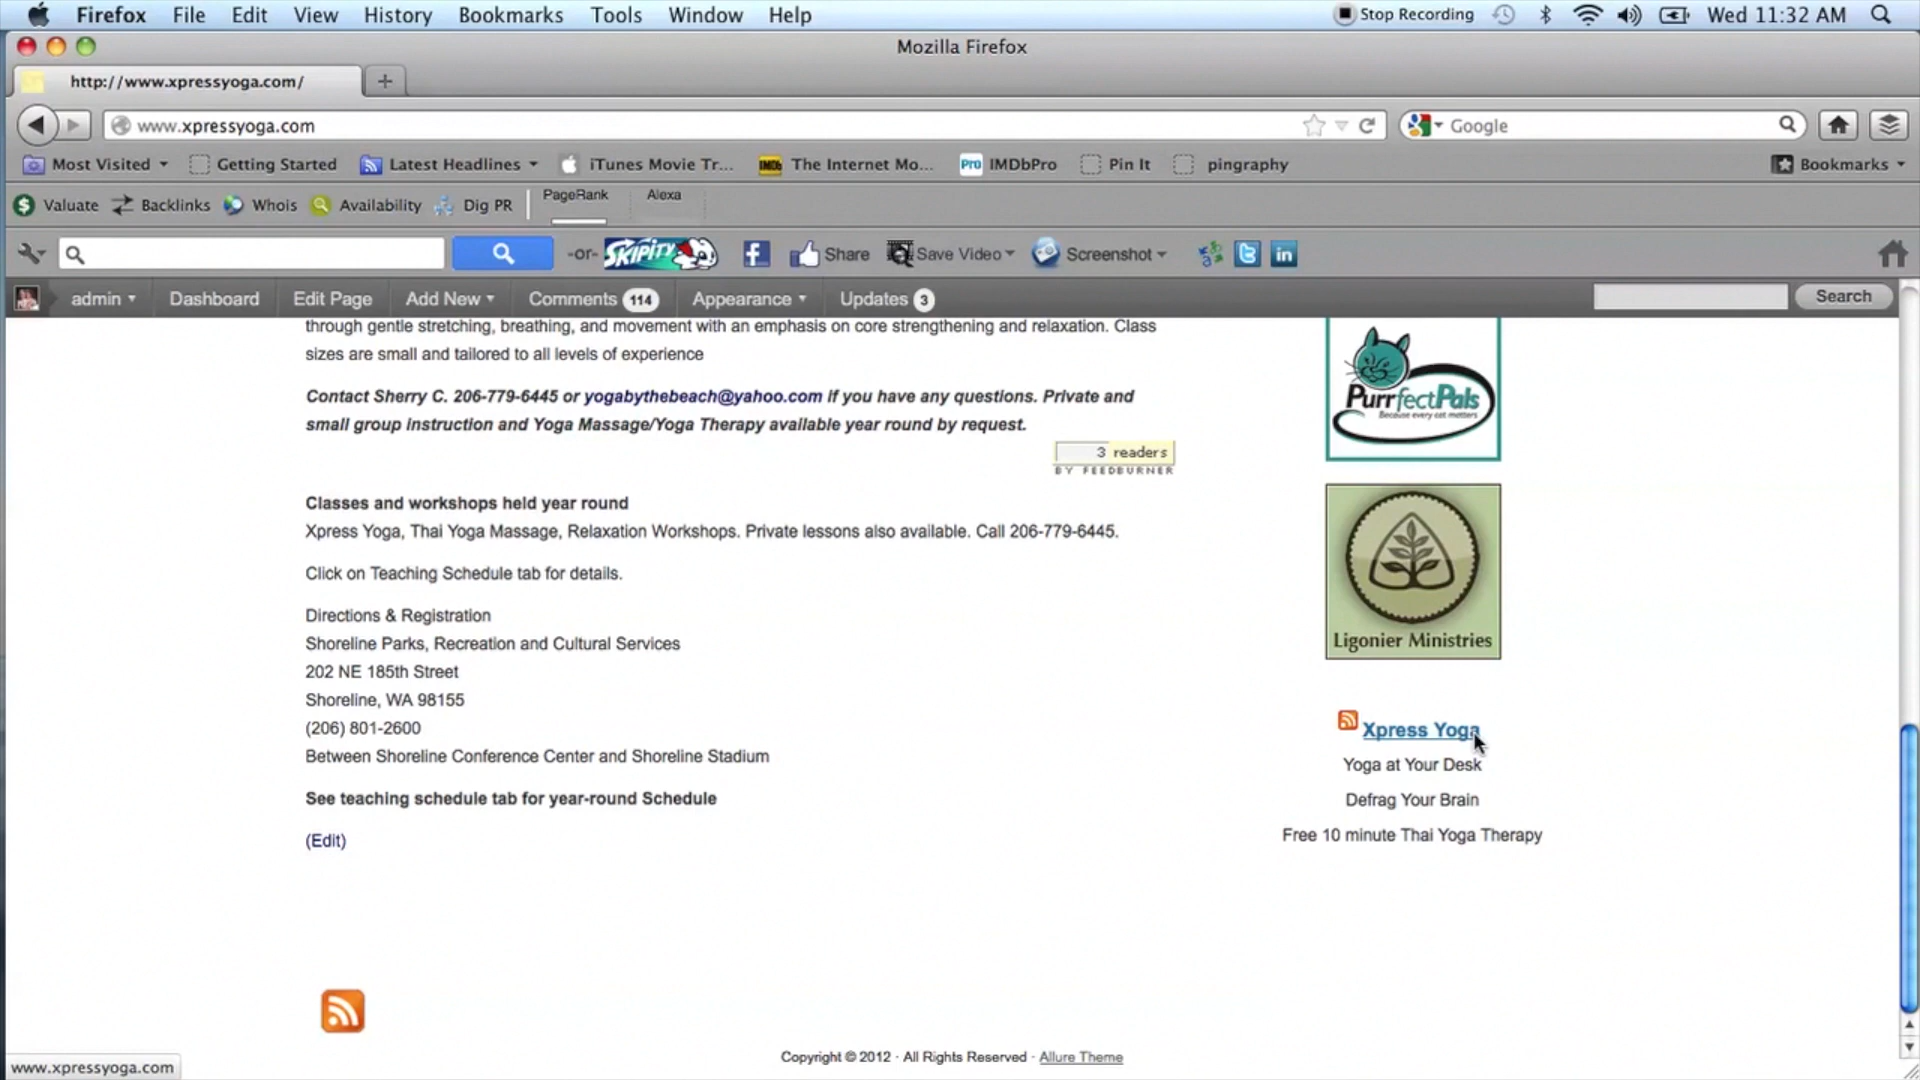 Firefox File Edit View History Bookmarks Tools Window Help Stop Recording Wed 11:32 AM
Mozilla Firefox
http://www.xpressyoga.com/
www.xpressyoga.com Google
Most Visited Getting Started Latest Headlines iTunes Movie Tr... IMDb The Internet Mo... Pro IMDbPro Pin It pingraphy Bookmarks
Valuate Backlinks Whois Availability Dig PR PageRank Alexa
-or- SKIPITY Share Save Video Screenshot
admin Dashboard Edit Page Add New Comments 114 Appearance Updates 3 Search
through gentle stretching, breathing, and movement with an emphasis on core strengthening and relaxation. Class
sizes are small and tailored to all levels of experience
Contact Sherry C. 206-779-6445 or yogabythebeach@yahoo.com if you have any questions. Private and
small group instruction and Yoga Massage/Yoga Therapy available year round by request.
3 readers
BY FEEDBURNER
Classes and workshops held year round
Xpress Yoga, Thai Yoga Massage, Relaxation Workshops. Private lessons also available. Call 206-779-6445.
Click on Teaching Schedule tab for details.
Directions & Registration
Shoreline Parks, Recreation and Cultural Services
202 NE 185th Street
Shoreline, WA 98155
(206) 801-2600
Between Shoreline Conference Center and Shoreline Stadium
See teaching schedule tab for year-round Schedule
(Edit)
PurrfectPals
Because every cat matters
Ligonier Ministries
Xpress Yoga
Yoga at Your Desk
Defrag Your Brain
Free 10 minute Thai Yoga Therapy
Copyright © 2012 · All Rights Reserved · Allure Theme
www.xpressyoga.com